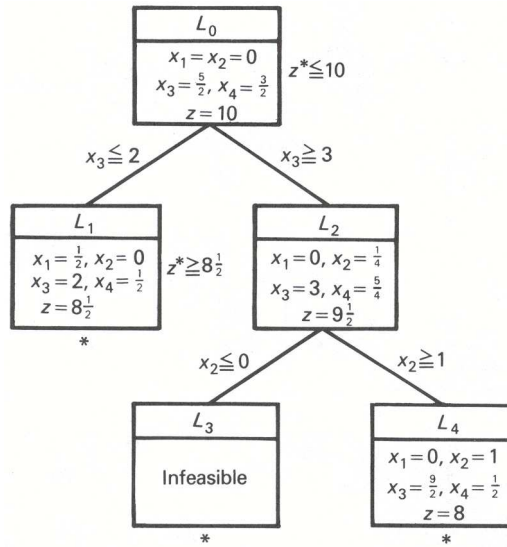 L₀
x₁ = x₂ = 0
x₃ = 5/2, x₄ = 3/2
z = 10
z* ≦ 10
x₃ ≦ 2
x₃ ≧ 3
L₁
x₁ = 1/2, x₂ = 0
x₃ = 2, x₄ = 1/2
z = 8 1/2
z* ≧ 8 1/2
*
L₂
x₁ = 0, x₂ = 1/4
x₃ = 3, x₄ = 5/4
z = 9 1/2
x₂ ≦ 0
x₂ ≧ 1
L₃
Infeasible
*
L₄
x₁ = 0, x₂ = 1
x₃ = 9/2, x₄ = 1/2
z = 8
*